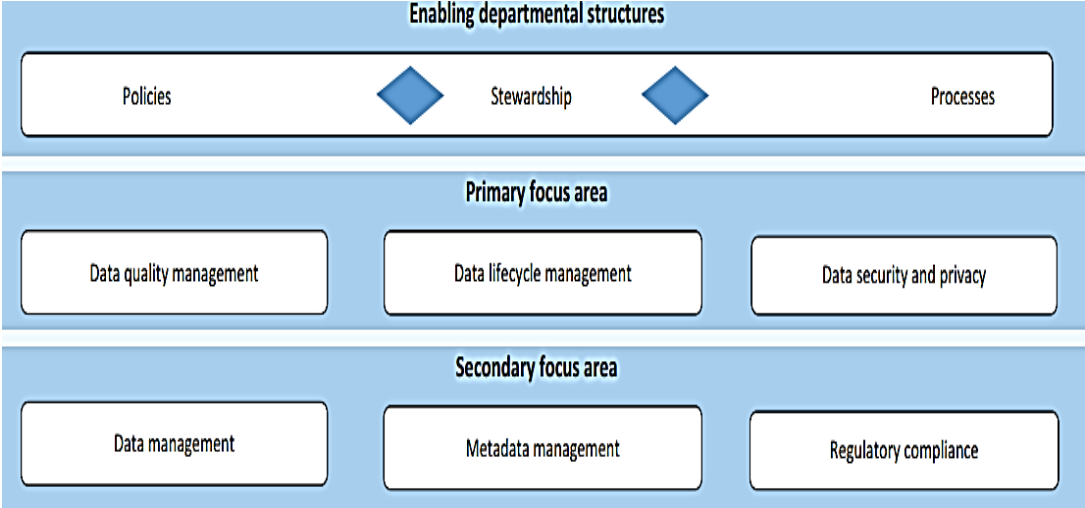 Enabling departmental structures
Policies Stewardship Processes
Primary focus area
Data quality management Data lifecycle management Data security and privacy
Secondary focus area
Data management Metadata management Regulatory compliance